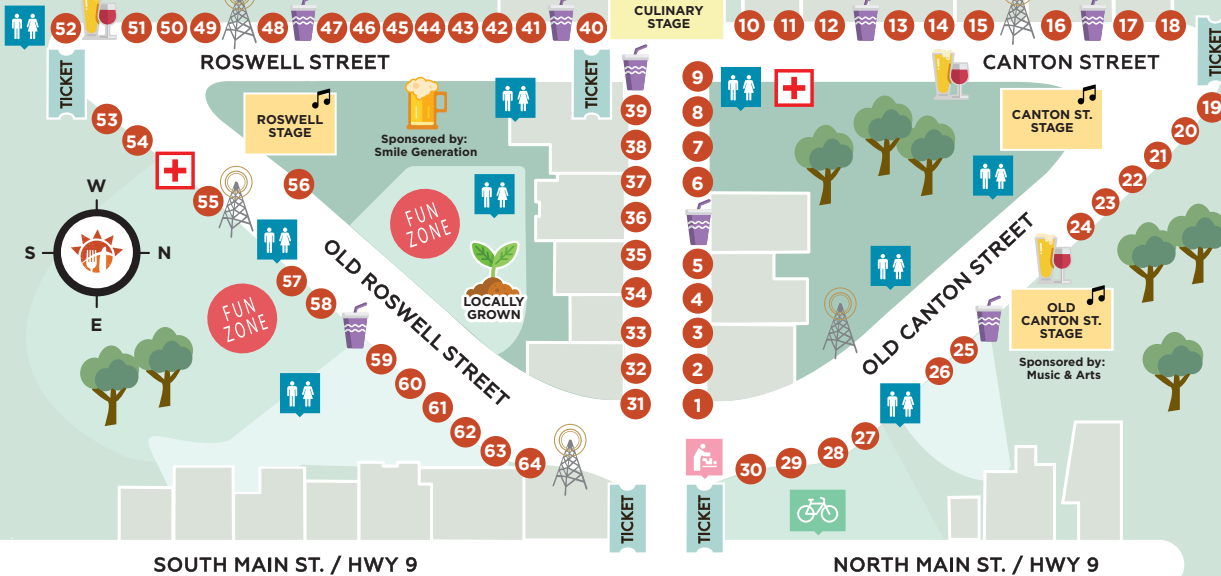 CULINARY
STAGE
52
51
50
49
48
47
46
45
44
43
42
41
40
10
11
12
13
14
15
16
17
18
TICKET
ROSWELL STREET
TICKET
CANTON STREET
TICKET
53
54
55
56
ROSWELL
STAGE
Sponsored by:
Smile Generation
39
38
37
36
35
34
33
32
31
9
8
7
6
5
4
3
2
1
CANTON ST.
STAGE
19
20
21
22
23
24
W
S
N
E
FUN
ZONE
OLD ROSWELL STREET
LOCALLY
GROWN
57
58
FUN
ZONE
59
60
61
62
63
64
OLD CANTON STREET
OLD
CANTON ST.
STAGE
Sponsored by:
Music & Arts
25
26
27
28
29
30
TICKET
TICKET
SOUTH MAIN ST. / HWY 9
NORTH MAIN ST. / HWY 9